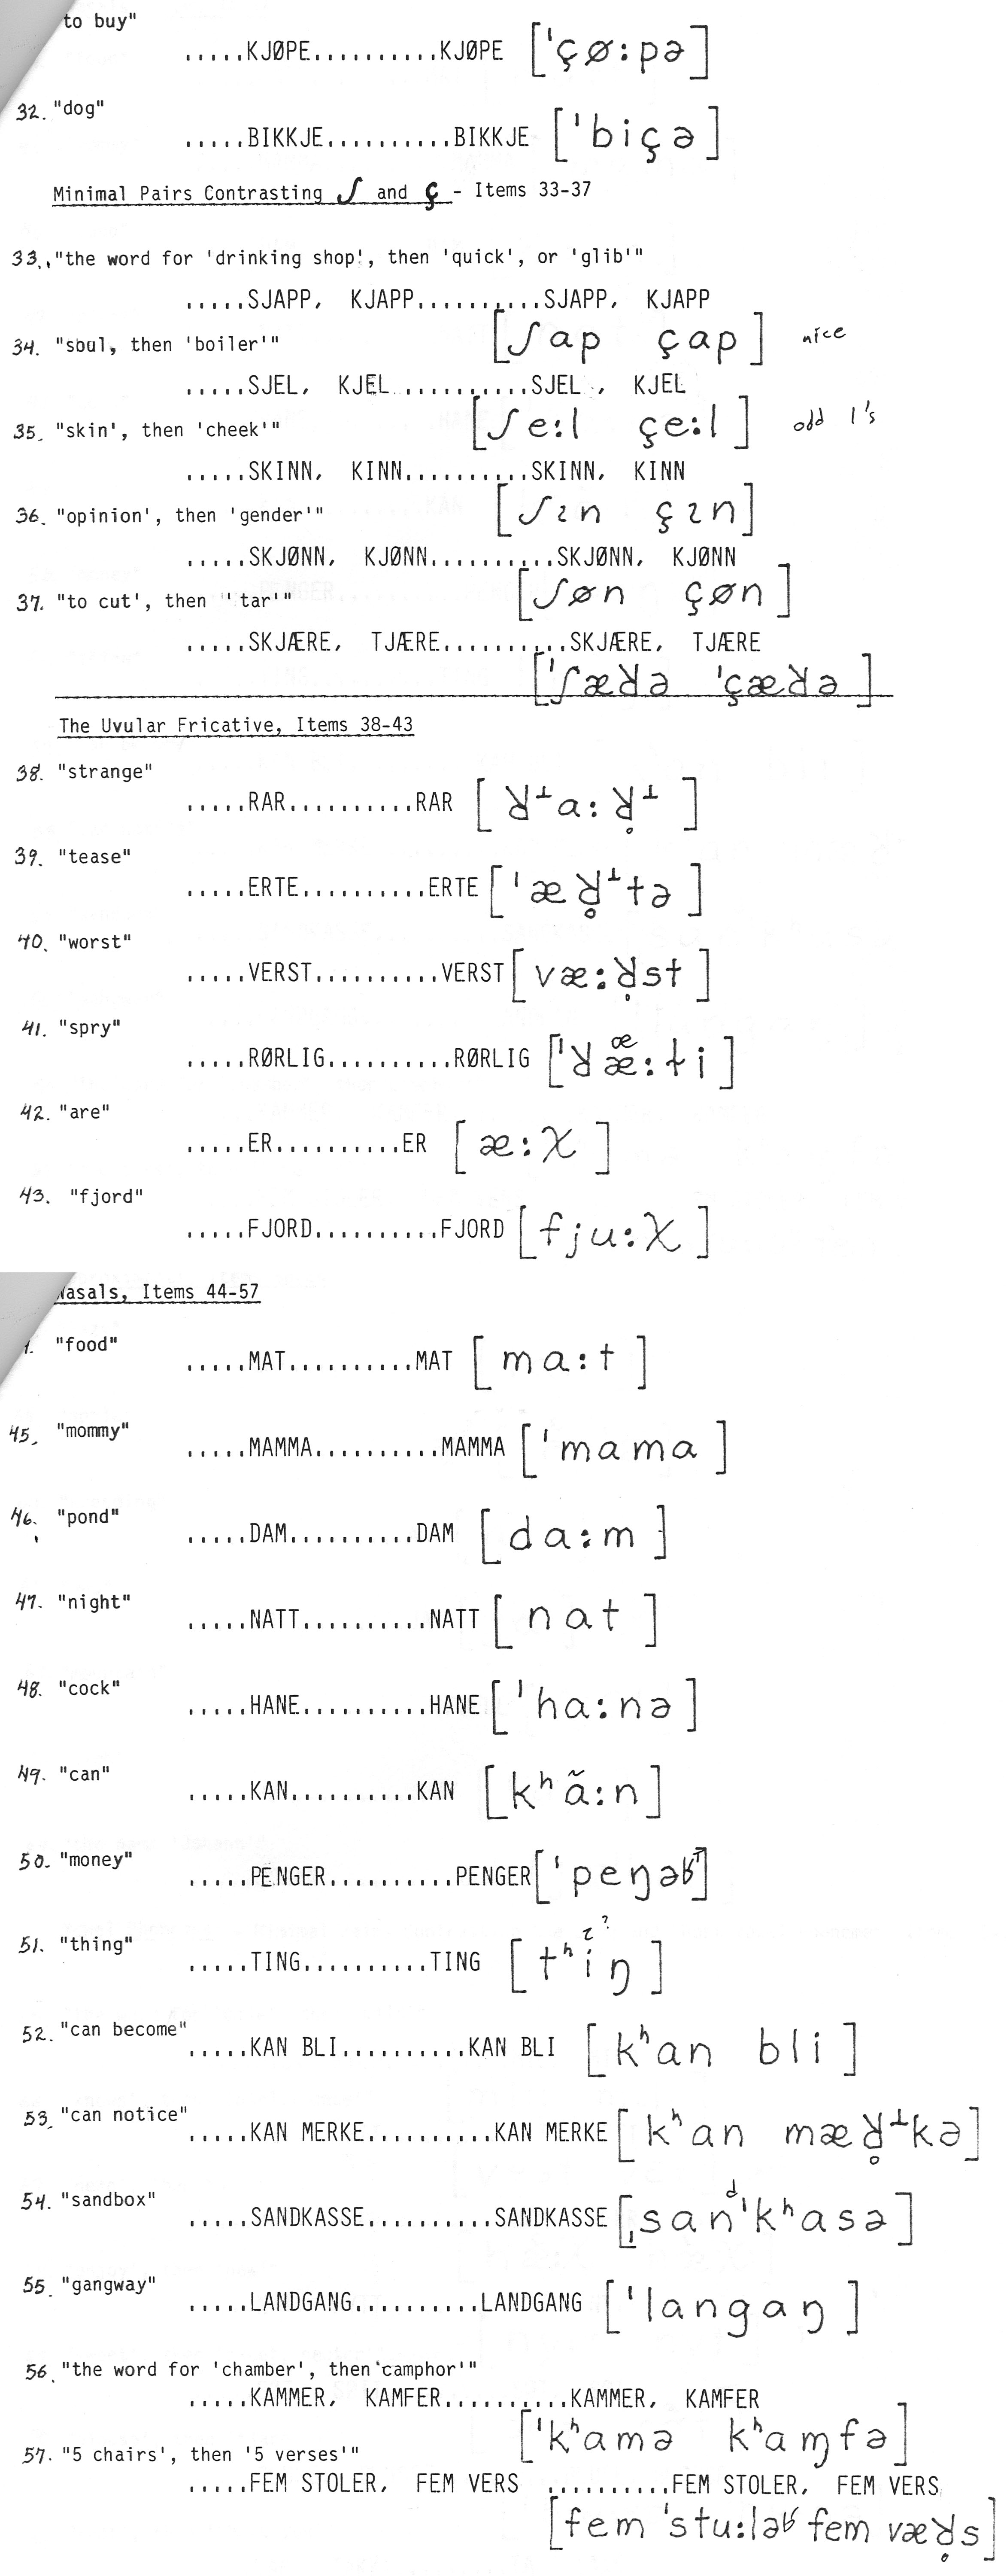 to buy"
.....KJØPE..........KJØPE [ˈçø:pə]
32. "dog"
.....BIKKJE..........BIKKJE [ˈbiçə]
Minimal Pairs Contrasting ʃ and ç - Items 33-37
33. "the word for 'drinking shop', then 'quick', or 'glib'"
.....SJAPP, KJAPP..........SJAPP, KJAPP
[ʃap çap] nice
34. "soul, then 'boiler'"
.....SJEL, KJEL..........SJEL, KJEL
[ʃe:l çe:l] odd l's
35. "skin', then 'cheek'"
.....SKINN, KINN..........SKINN, KINN
[ʃɩn çɩn]
36. "opinion', then 'gender'"
.....SKJØNN, KJØNN..........SKJØNN, KJØNN
[ʃøn çøn]
37. "to cut', then ''tar'"
.....SKJÆRE, TJÆRE..........SKJÆRE, TJÆRE
[ˈʃæʁə ˈçæʁə]
The Uvular Fricative, Items 38-43
38. "strange"
.....RAR..........RAR [ʁ┴a:ʁ̥┴]
39. "tease"
.....ERTE..........ERTE [ˈæʁ̥┴tə]
40. "worst"
.....VERST..........VERST [væ:ʁ̥st]
41. "spry"
.....RØRLIG..........RØRLIG [ˈʁæ:ɫi] œ
42. "are"
.....ER..........ER [æ:χ]
43. "fjord"
.....FJORD..........FJORD [fju:χ]
Nasals, Items 44-57
"food"
.....MAT..........MAT [ma:t]
45. "mommy"
.....MAMMA..........MAMMA [ˈmama]
46. "pond"
.....DAM..........DAM [da:m]
47. "night"
.....NATT..........NATT [nat]
48. "cock"
.....HANE..........HANE [ˈha:nə]
49. "can"
.....KAN..........KAN [kʰã:n]
50. "money"
.....PENGER..........PENGER [ˈpeŋəʶ]
51. "thing"
.....TING..........TING [tʰiŋ] ɩ?
52. "can become"
.....KAN BLI..........KAN BLI [kʰan bli]
53. "can notice"
.....KAN MERKE..........KAN MERKE [kʰan mæʁ̥┴kə]
54. "sandbox"
.....SANDKASSE..........SANDKASSE [ˌsanᵈˈkʰasə]
55. "gangway"
.....LANDGANG..........LANDGANG [ˈlangaŋ]
56. "the word for 'chamber', then 'camphor'"
.....KAMMER, KAMFER..........KAMMER, KAMFER
[ˈkʰamə kʰaɱfə]
57. "5 chairs', then '5 verses'"
.....FEM STOLER, FEM VERS ..........FEM STOLER, FEM VERS
[fem ˈstu:ləʶ fem væʁ̥s]